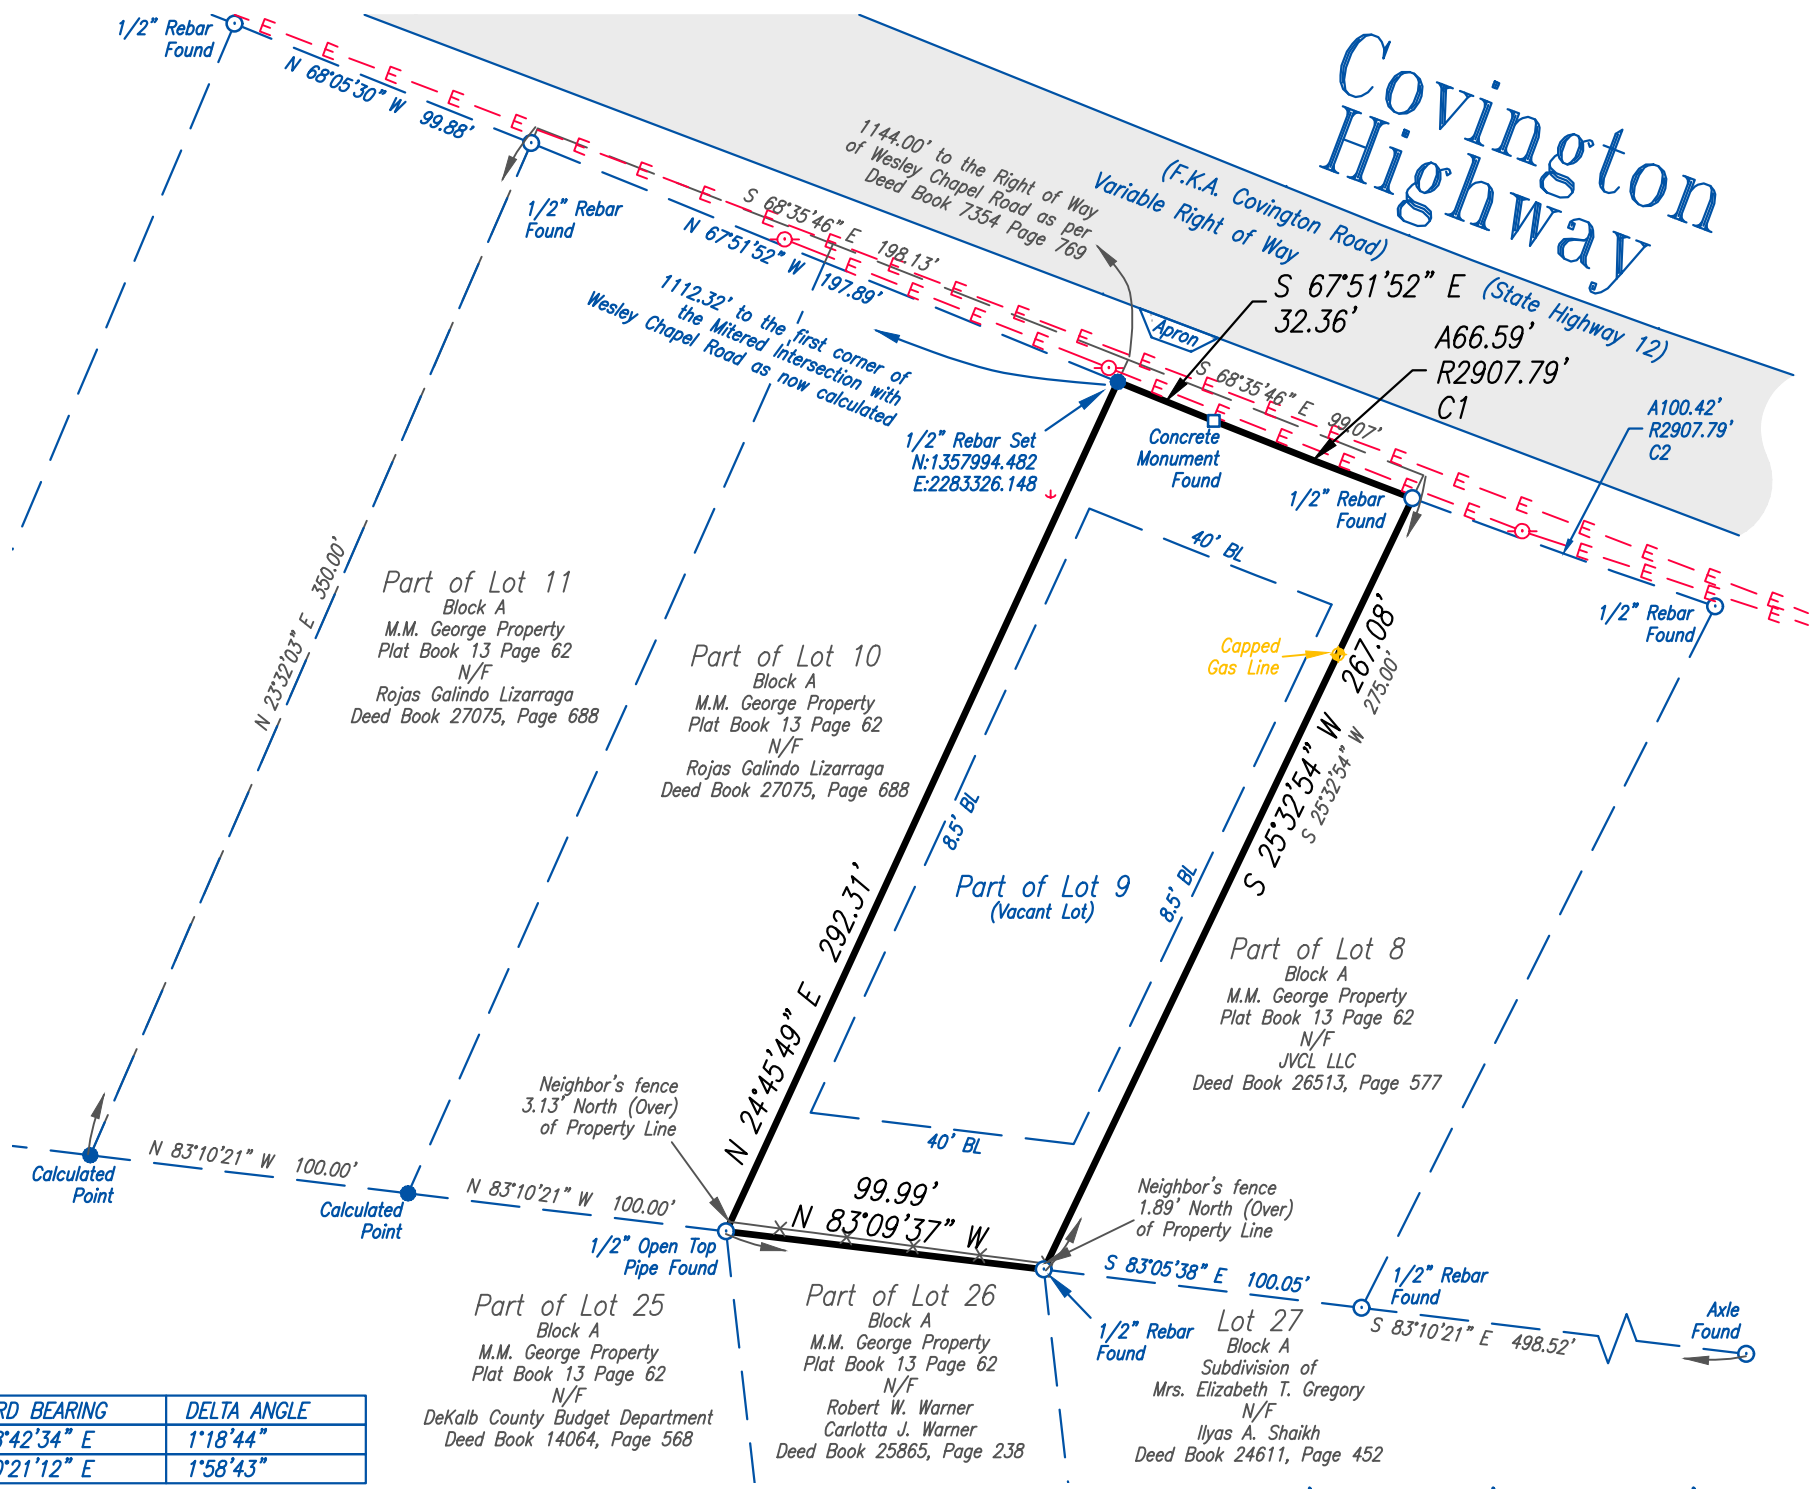 Covington
Highway
(F.K.A. Covington Road)
Variable Right of Way
(State Highway 12)
1/2" Rebar
Found
N 68°05'30" W 99.88'
1/2" Rebar
Found
S 68°35'46" E 198.13'
N 67°51'52" W 197.89'
1144.00' to the Right of Way
of Wesley Chapel Road as per
Deed Book 7354 Page 769
1112.32' to the first corner of
the Mitered Intersection with
Wesley Chapel Road as now calculated
Apron
S 67°51'52" E
32.36'
A66.59'
R2907.79'
C1
A100.42'
R2907.79'
C2
S 68°35'46" E 99.07'
1/2" Rebar Set
N:1357994.482
E:2283326.148
Concrete
Monument
Found
1/2" Rebar
Found
1/2" Rebar
Found
40' BL
Capped
Gas Line
N 23°32'03" E 350.00'
Part of Lot 11
Block A
M.M. George Property
Plat Book 13 Page 62
N/F
Rojas Galindo Lizarraga
Deed Book 27075, Page 688
Part of Lot 10
Block A
M.M. George Property
Plat Book 13 Page 62
N/F
Rojas Galindo Lizarraga
Deed Book 27075, Page 688
S 25°32'54" W 267.08'
S 25°32'54" W 275.00'
8.5' BL
8.5' BL
Part of Lot 9
(Vacant Lot)
N 24°45'49" E 292.31'
Part of Lot 8
Block A
M.M. George Property
Plat Book 13 Page 62
N/F
JVCL LLC
Deed Book 26513, Page 577
Neighbor's fence
3.13' North (Over)
of Property Line
40' BL
N 83°10'21" W 100.00'
Calculated
Point
N 83°10'21" W 100.00'
Calculated
Point
99.99'
N 83°09'37" W
Neighbor's fence
1.89' North (Over)
of Property Line
1/2" Open Top
Pipe Found
S 83°05'38" E 100.05'
1/2" Rebar
Found
S 83°10'21" E 498.52'
Axle
Found
1/2" Rebar
Found
Part of Lot 25
Block A
M.M. George Property
Plat Book 13 Page 62
N/F
DeKalb County Budget Department
Deed Book 14064, Page 568
Part of Lot 26
Block A
M.M. George Property
Plat Book 13 Page 62
N/F
Robert W. Warner
Carlotta J. Warner
Deed Book 25865, Page 238
Lot 27
Block A
Subdivision of
Mrs. Elizabeth T. Gregory
N/F
Ilyas A. Shaikh
Deed Book 24611, Page 452
RD BEARING DELTA ANGLE
°42'34" E 1°18'44"
°21'12" E 1°58'43"